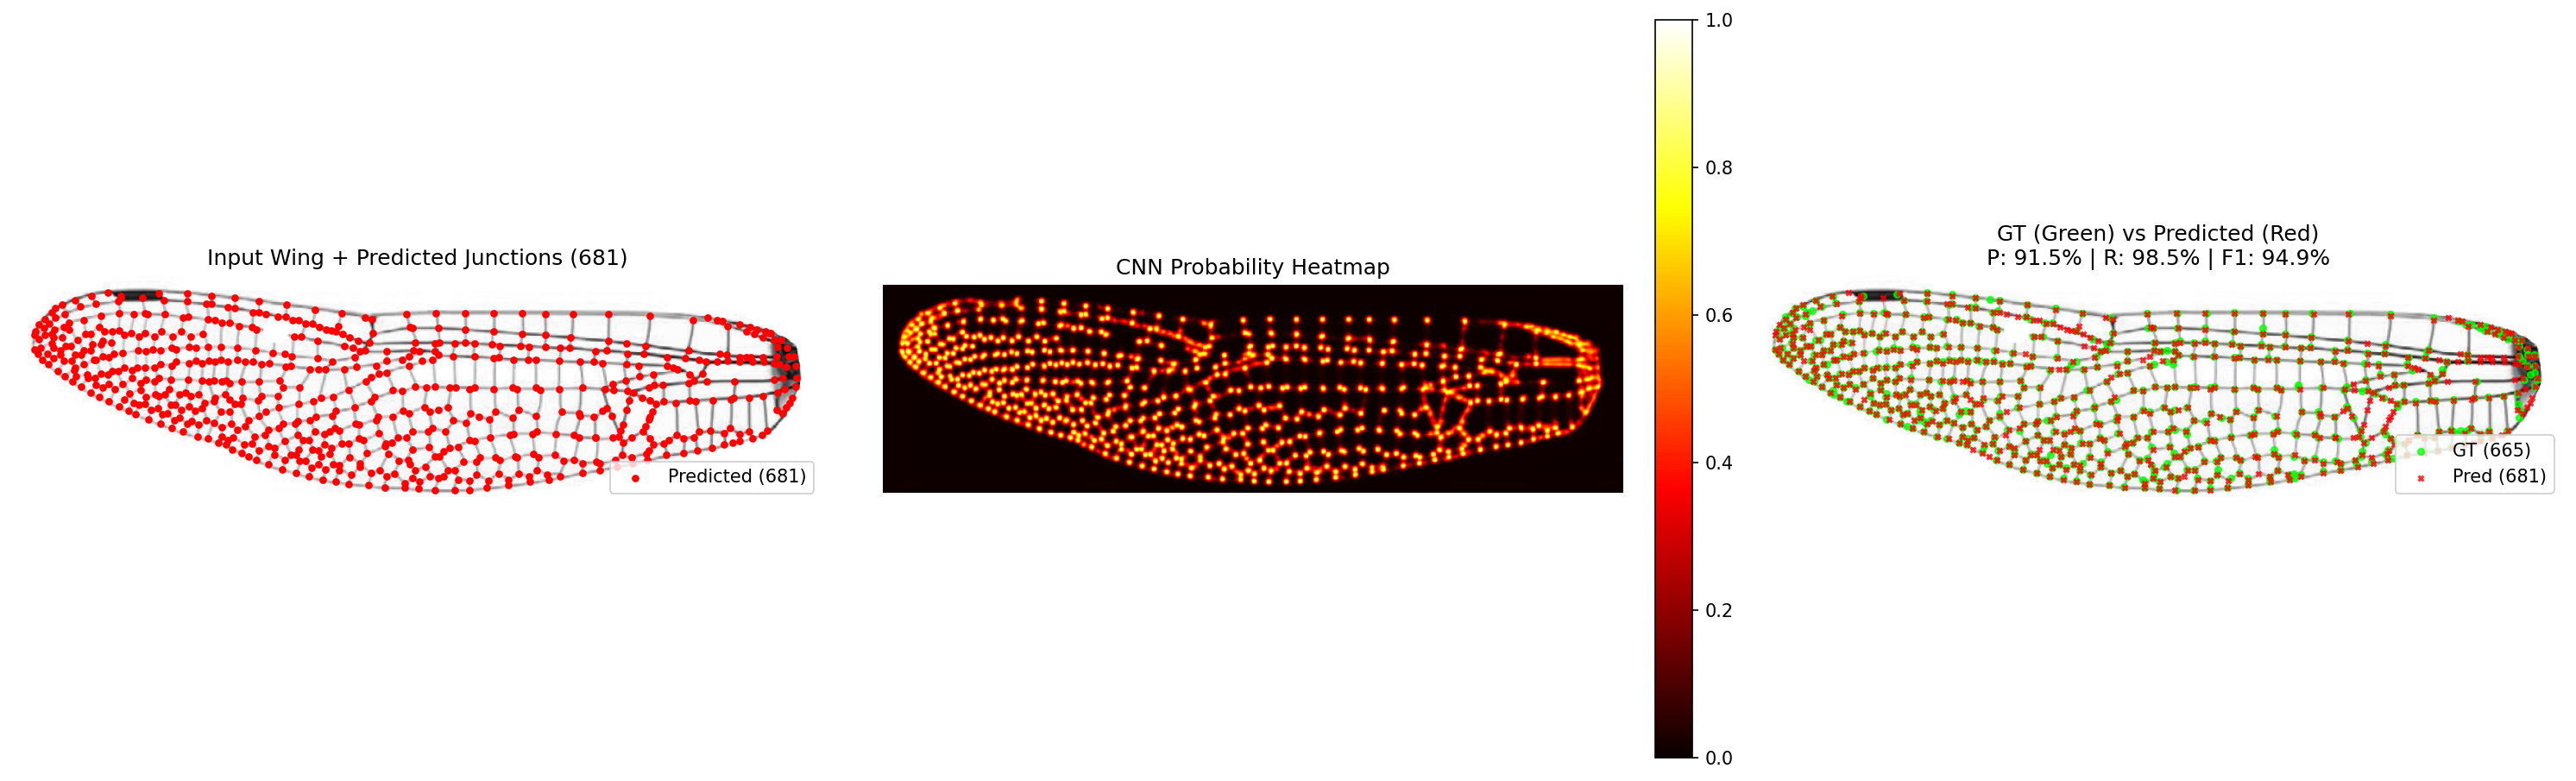 Input Wing + Predicted Junctions (681)
Predicted (681)
CNN Probability Heatmap
1.0
0.8
0.6
0.4
0.2
0.0
GT (Green) vs Predicted (Red)
P: 91.5% | R: 98.5% | F1: 94.9%
GT (665)
Pred (681)